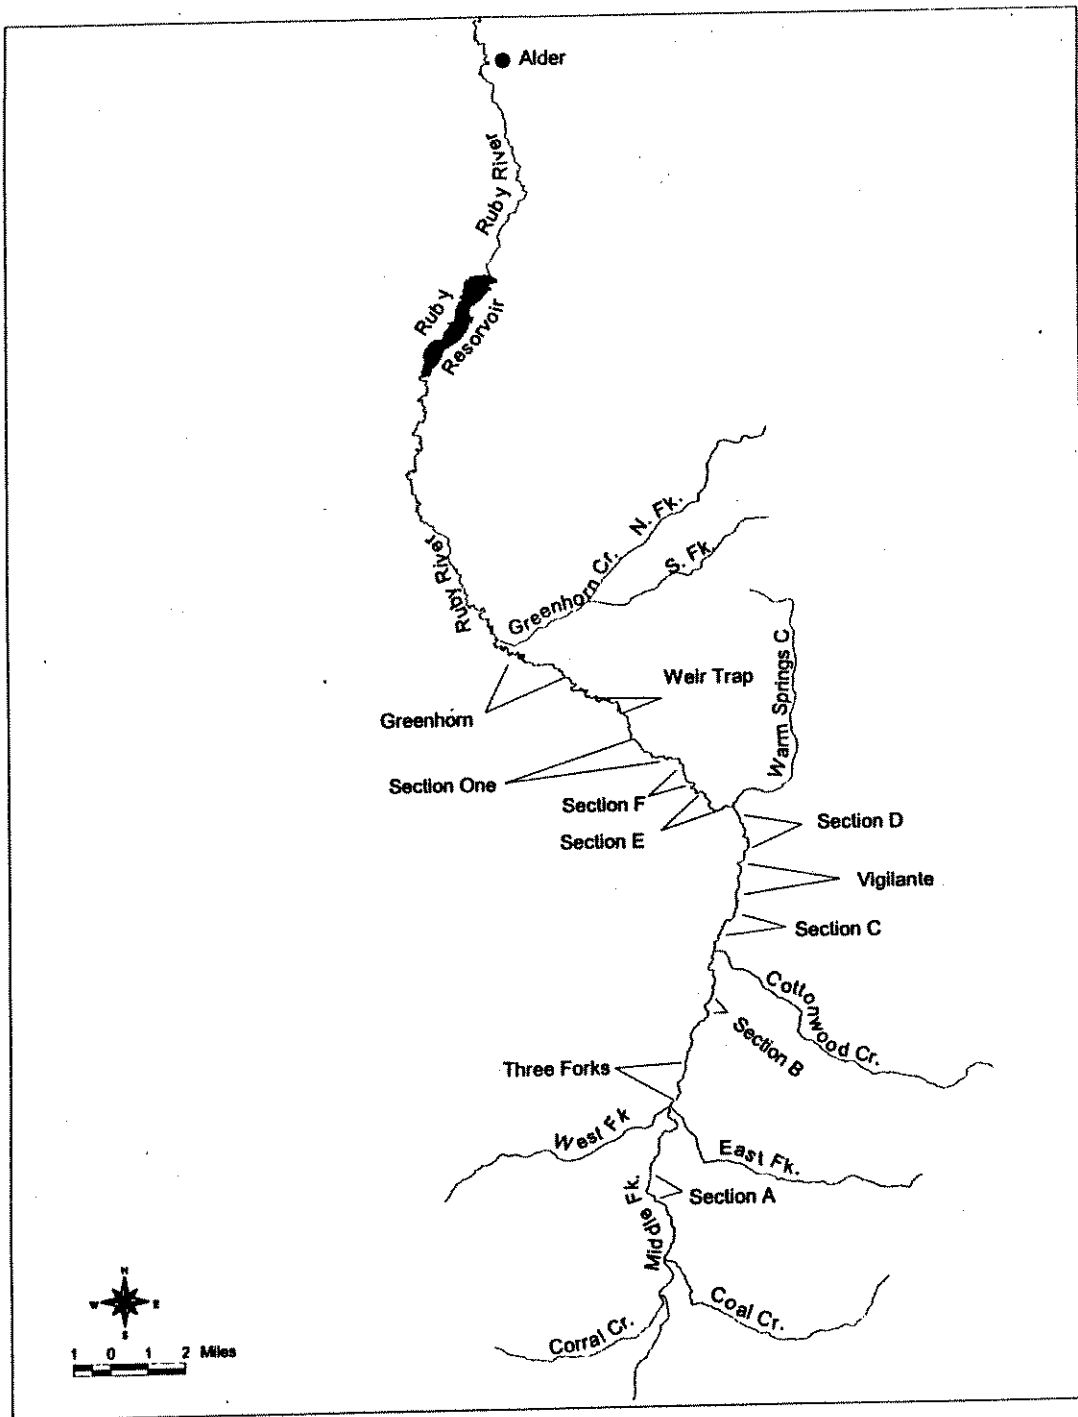 Alder
Ruby River
Ruby
Resorvoir
N. Fk.
S. Fk.
Greenhorn Cr.
Ruby River
Warm Springs C
Weir Trap
Greenhorn
Section One
Section F
Section D
Section E
Vigilante
Section C
Cottonwood Cr.
Section B
Three Forks
West Fk
East Fk.
Section A
Middle Fk.
Coal Cr.
Corral Cr.
N
W E
S
1 0 1 2 Miles